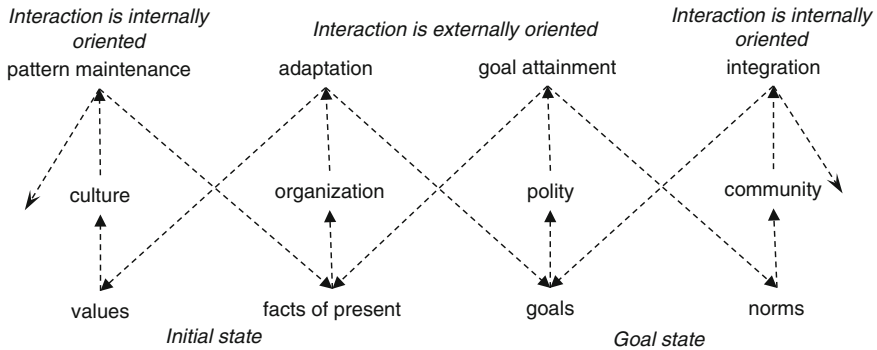 Interaction is internally
oriented
Interaction is externally oriented
Interaction is internally
oriented
pattern maintenance
adaptation
goal attainment
integration
culture
organization
polity
community
values
facts of present
goals
norms
Initial state
Goal state